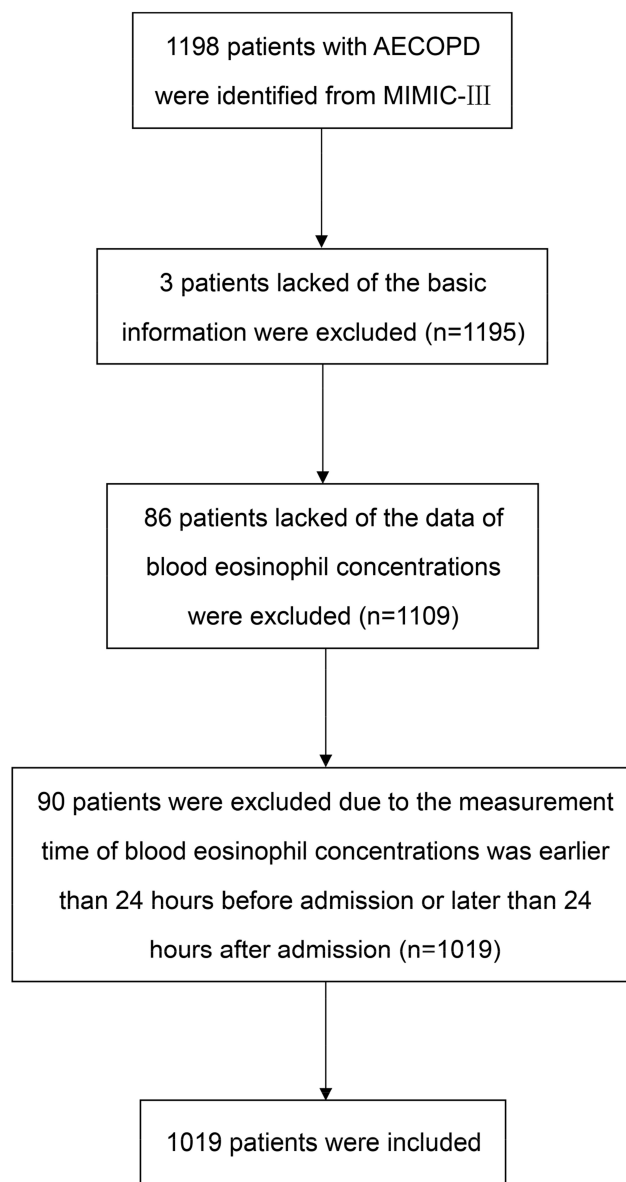 1198 patients with AECOPD
were identified from MIMIC-Ⅲ
3 patients lacked of the basic
information were excluded (n=1195)
86 patients lacked of the data of
blood eosinophil concentrations
were excluded (n=1109)
90 patients were excluded due to the measurement
time of blood eosinophil concentrations was earlier
than 24 hours before admission or later than 24
hours after admission (n=1019)
1019 patients were included